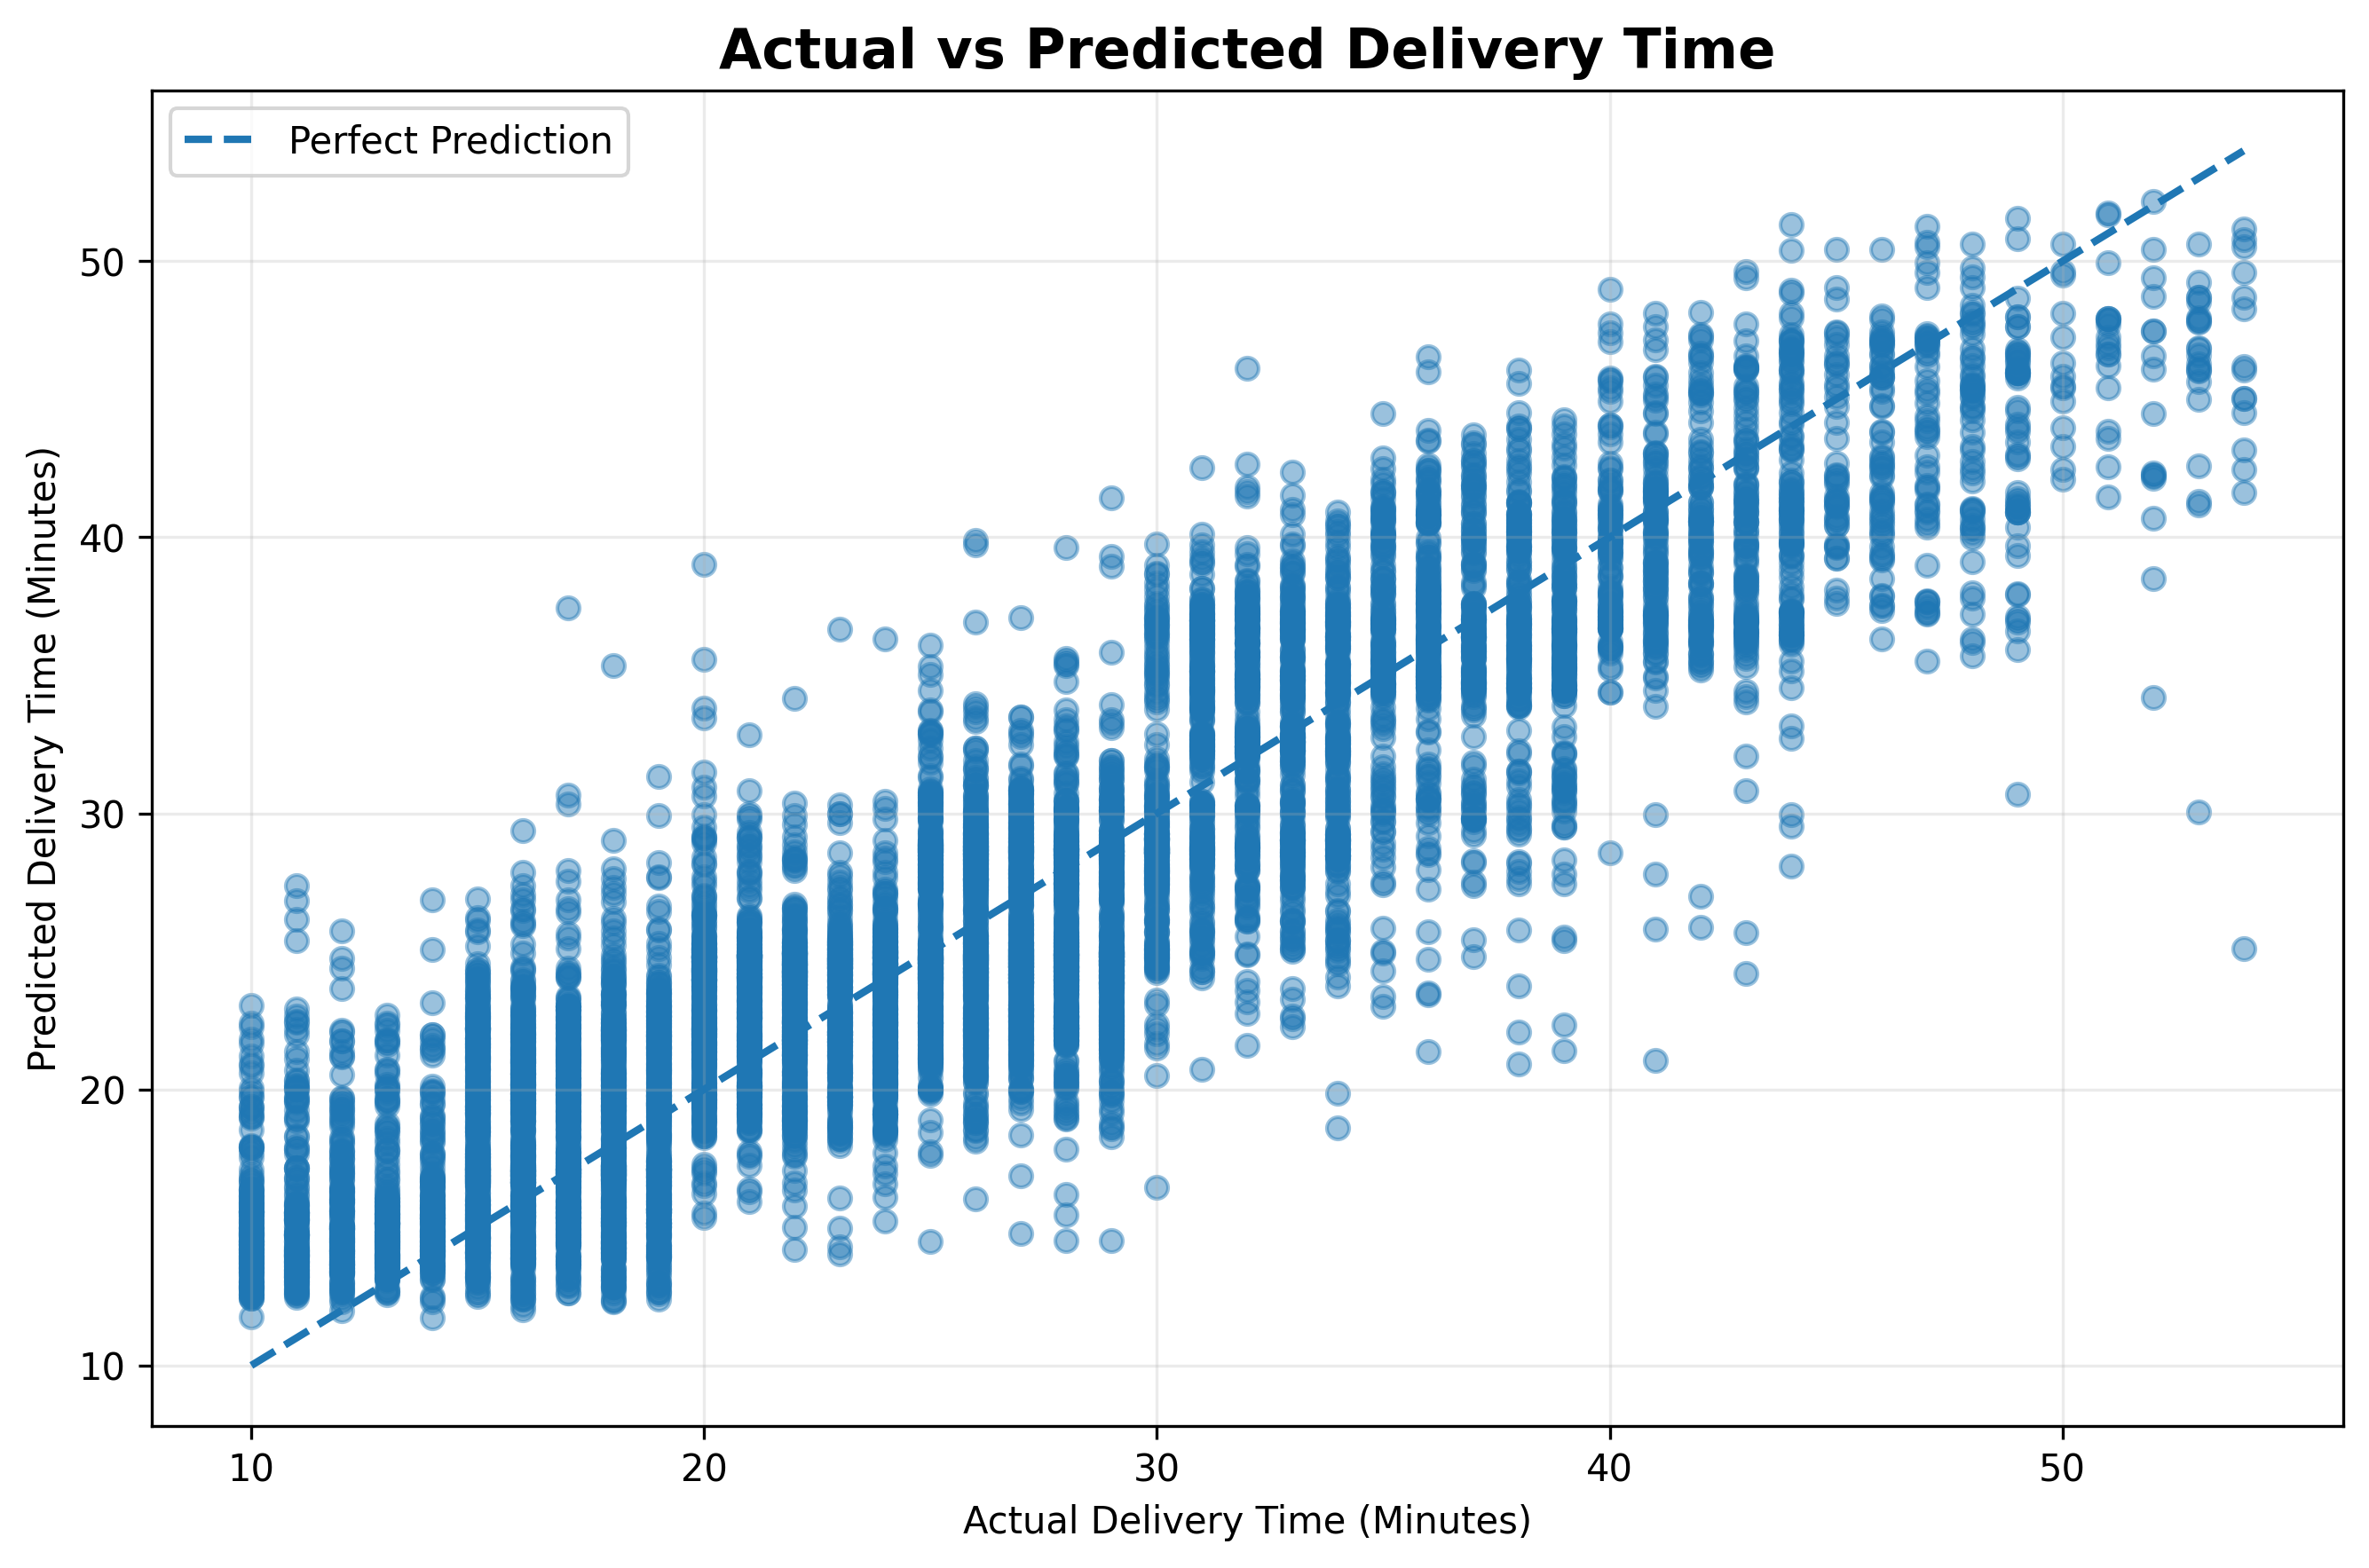 Actual vs Predicted Delivery Time
Perfect Prediction
Predicted Delivery Time (Minutes)
50
40
30
20
10
10 20 30 40 50
Actual Delivery Time (Minutes)